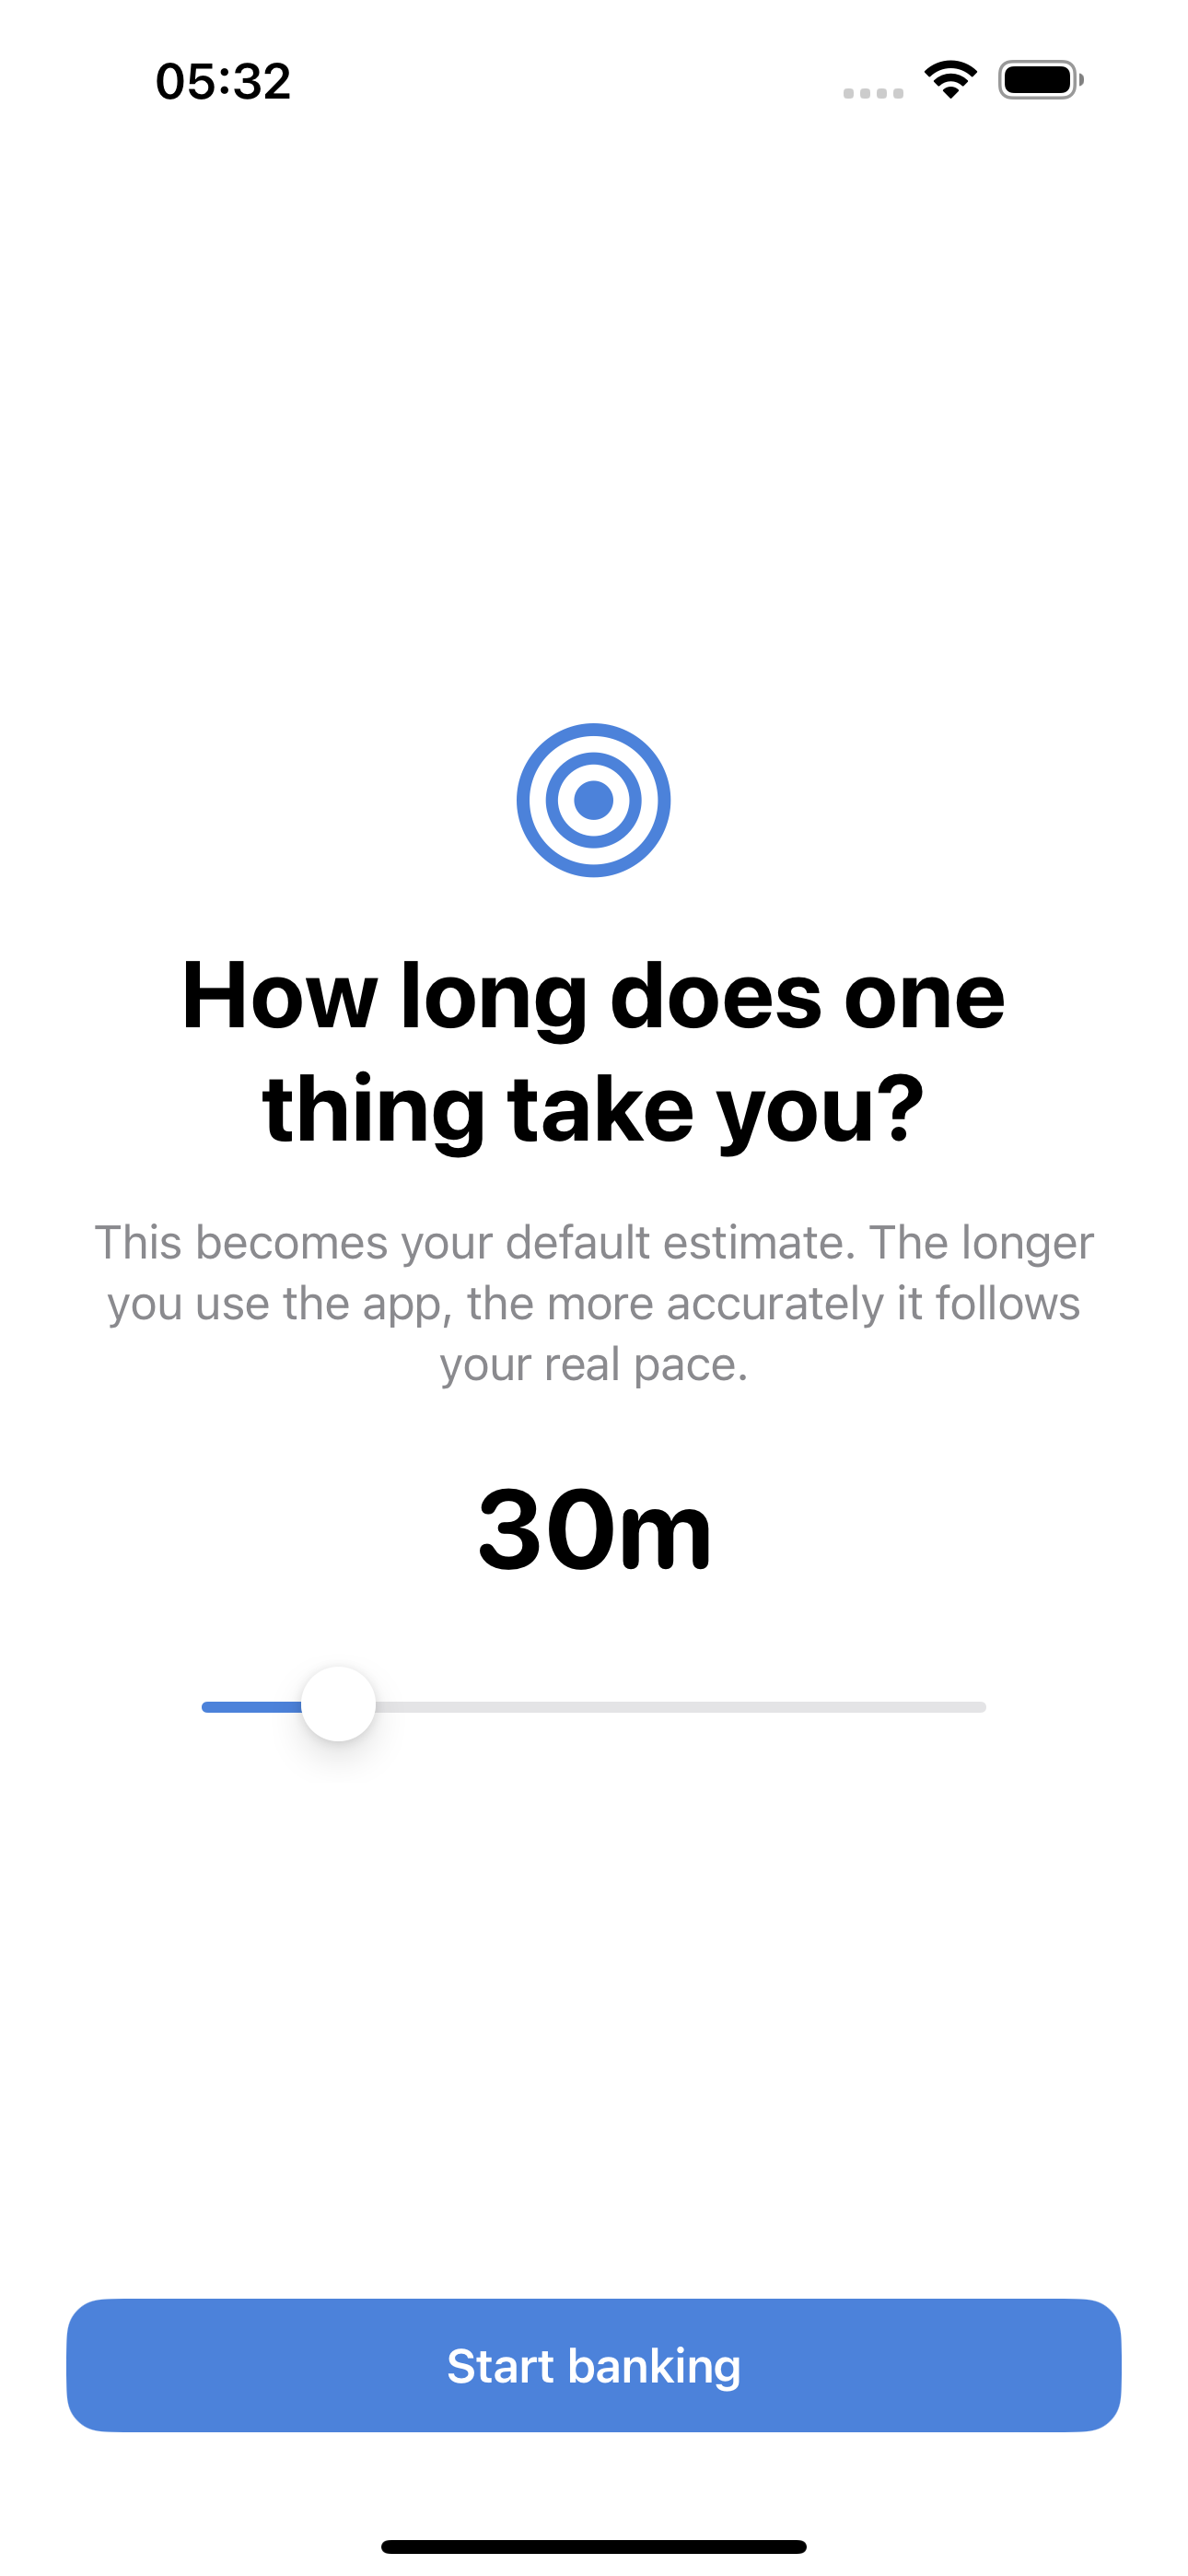 05:32
How long does one
thing take you?
This becomes your default estimate. The longer
you use the app, the more accurately it follows
your real pace.
30m
Start banking